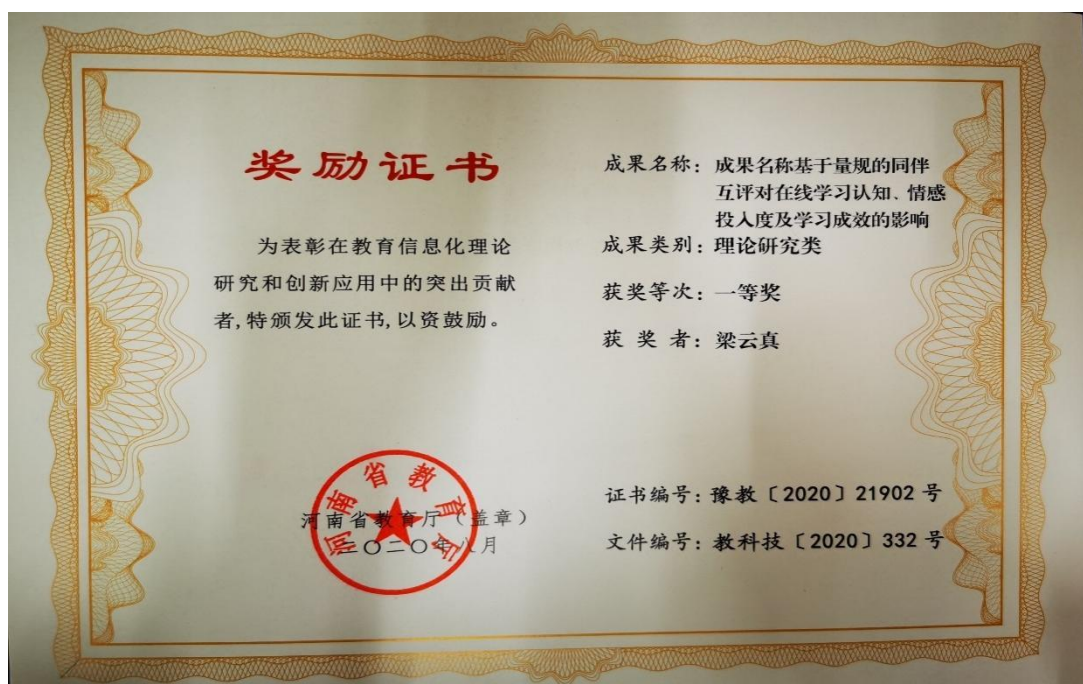 奖励证书
为表彰在教育信息化理论
研究和创新应用中的突出贡献
者,特颁发此证书,以资鼓励。
河南省教育厅
河南省教育厅（盖章）
二〇二〇年八月
成果名称：成果名称基于量规的同伴
互评对在线学习认知、情感
投入度及学习成效的影响
成果类别：理论研究类
获奖等次：一等奖
获奖者：梁云真
证书编号：豫教〔2020〕21902号
文件编号：教科技〔2020〕332号